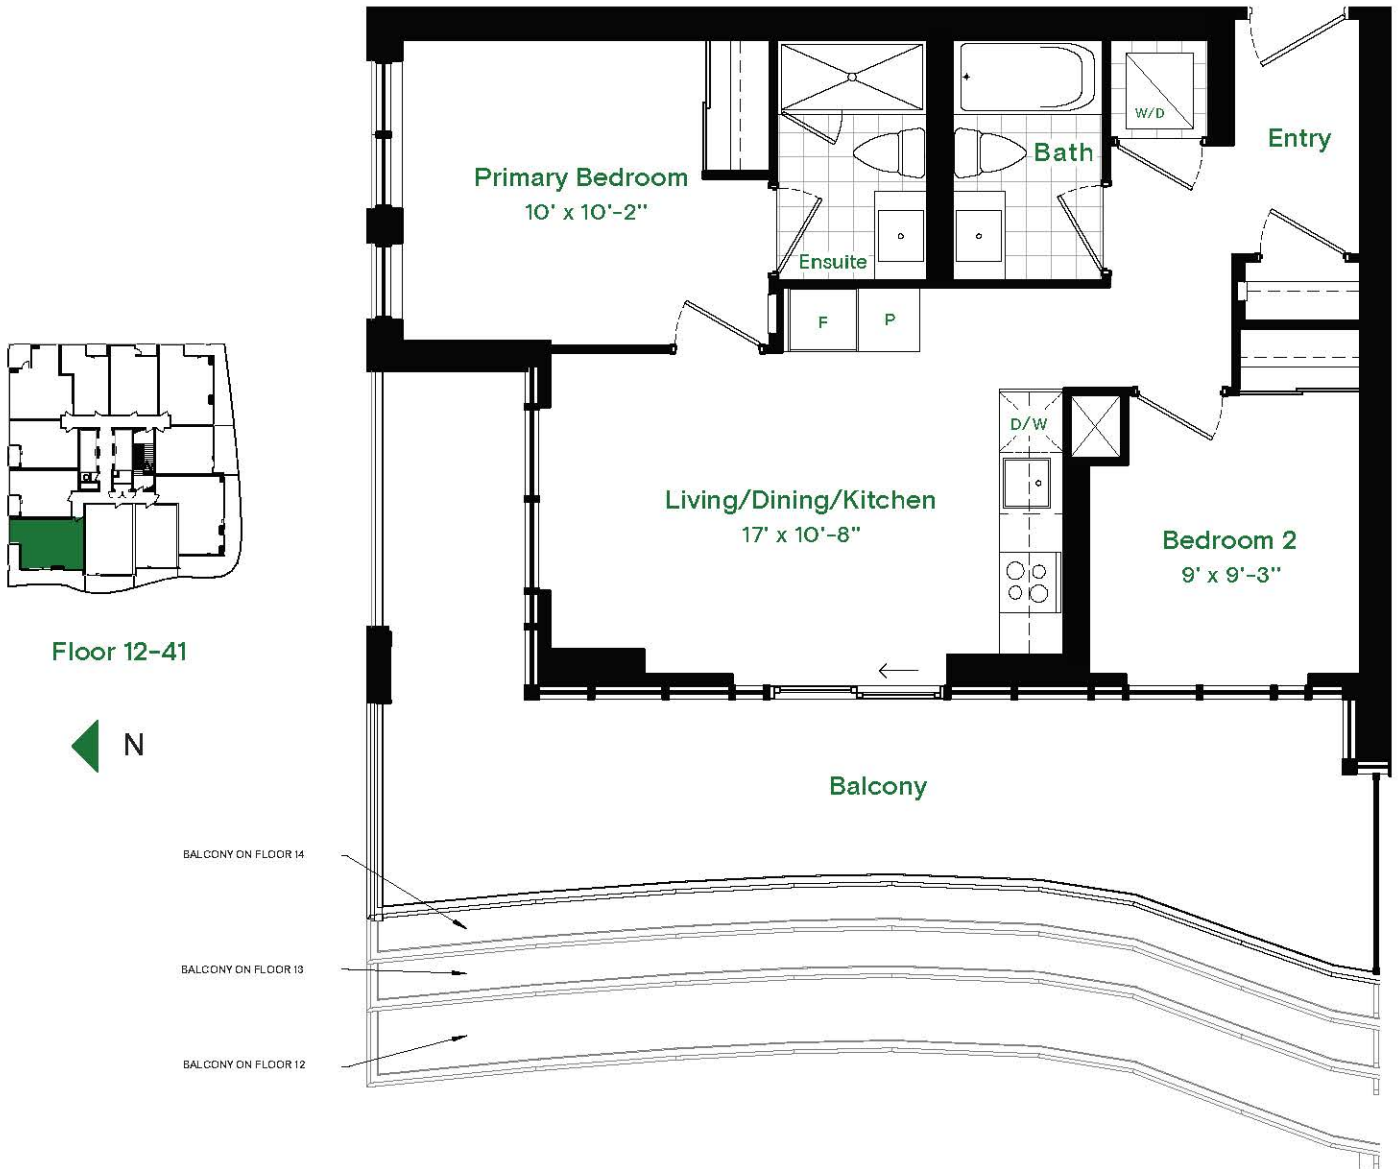 W/D
Entry
Bath
Primary Bedroom
10' x 10'-2"
Ensuite
F
P
D/W
Living/Dining/Kitchen
17' x 10'-8"
Bedroom 2
9' x 9'-3"
Floor 12-41
N
Balcony
BALCONY ON FLOOR 14
BALCONY ON FLOOR 13
BALCONY ON FLOOR 12